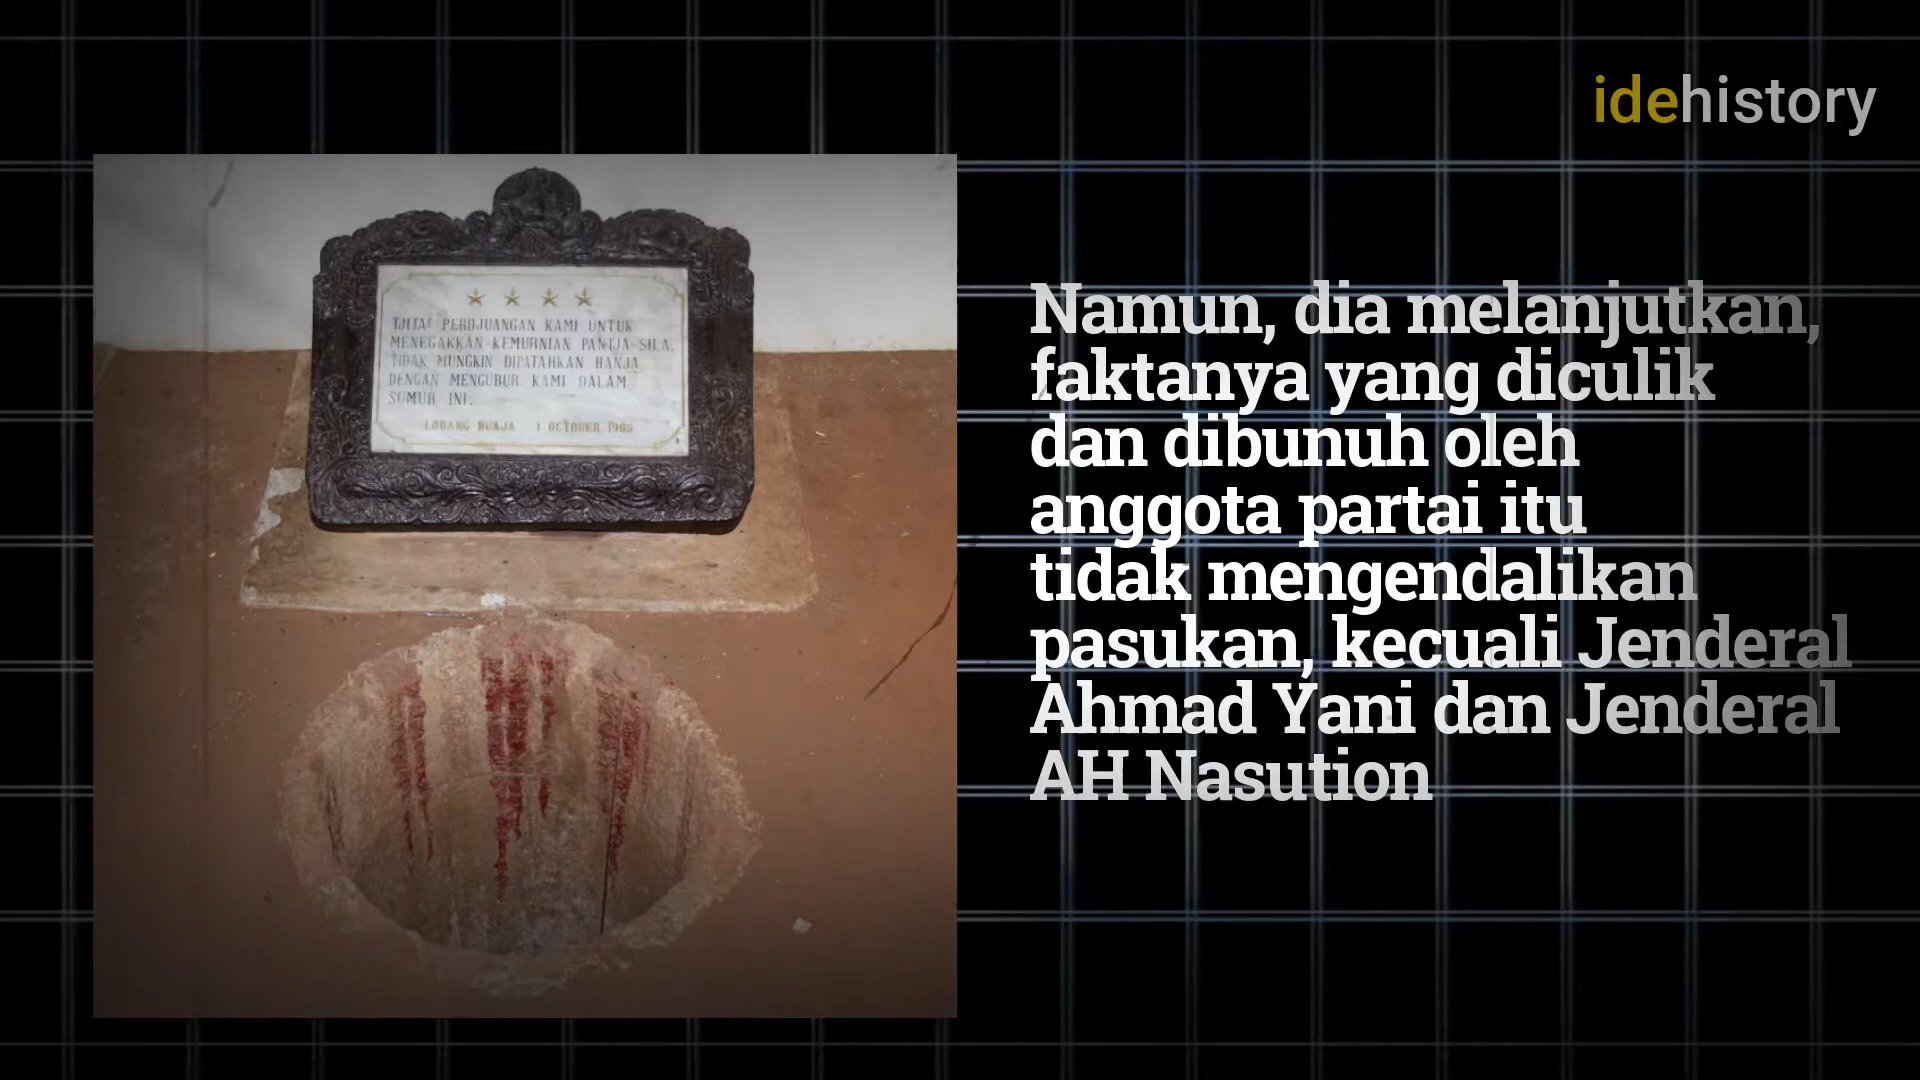 idehistory
TJITA² PERDJUANGAN KAMI UNTUK
MENEGAKKAN KEMURNIAN PANTJA-SILA.
TIDAK MUNGKIN DIPATAHKAN HANJA
DENGAN MENGUBUR KAMI DALAM
SUMUR INI.
LOBANG BUAJA 1 OCTOBER 1965
Namun, dia melanjutkan,
faktanya yang diculik
dan dibunuh oleh
anggota partai itu
tidak mengendalikan
pasukan, kecuali Jenderal
Ahmad Yani dan Jenderal
AH Nasution